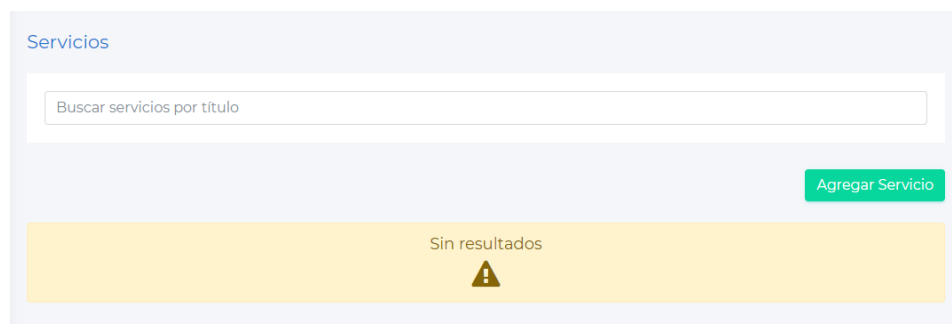 Servicios
Buscar servicios por título
Agregar Servicio
Sin resultados